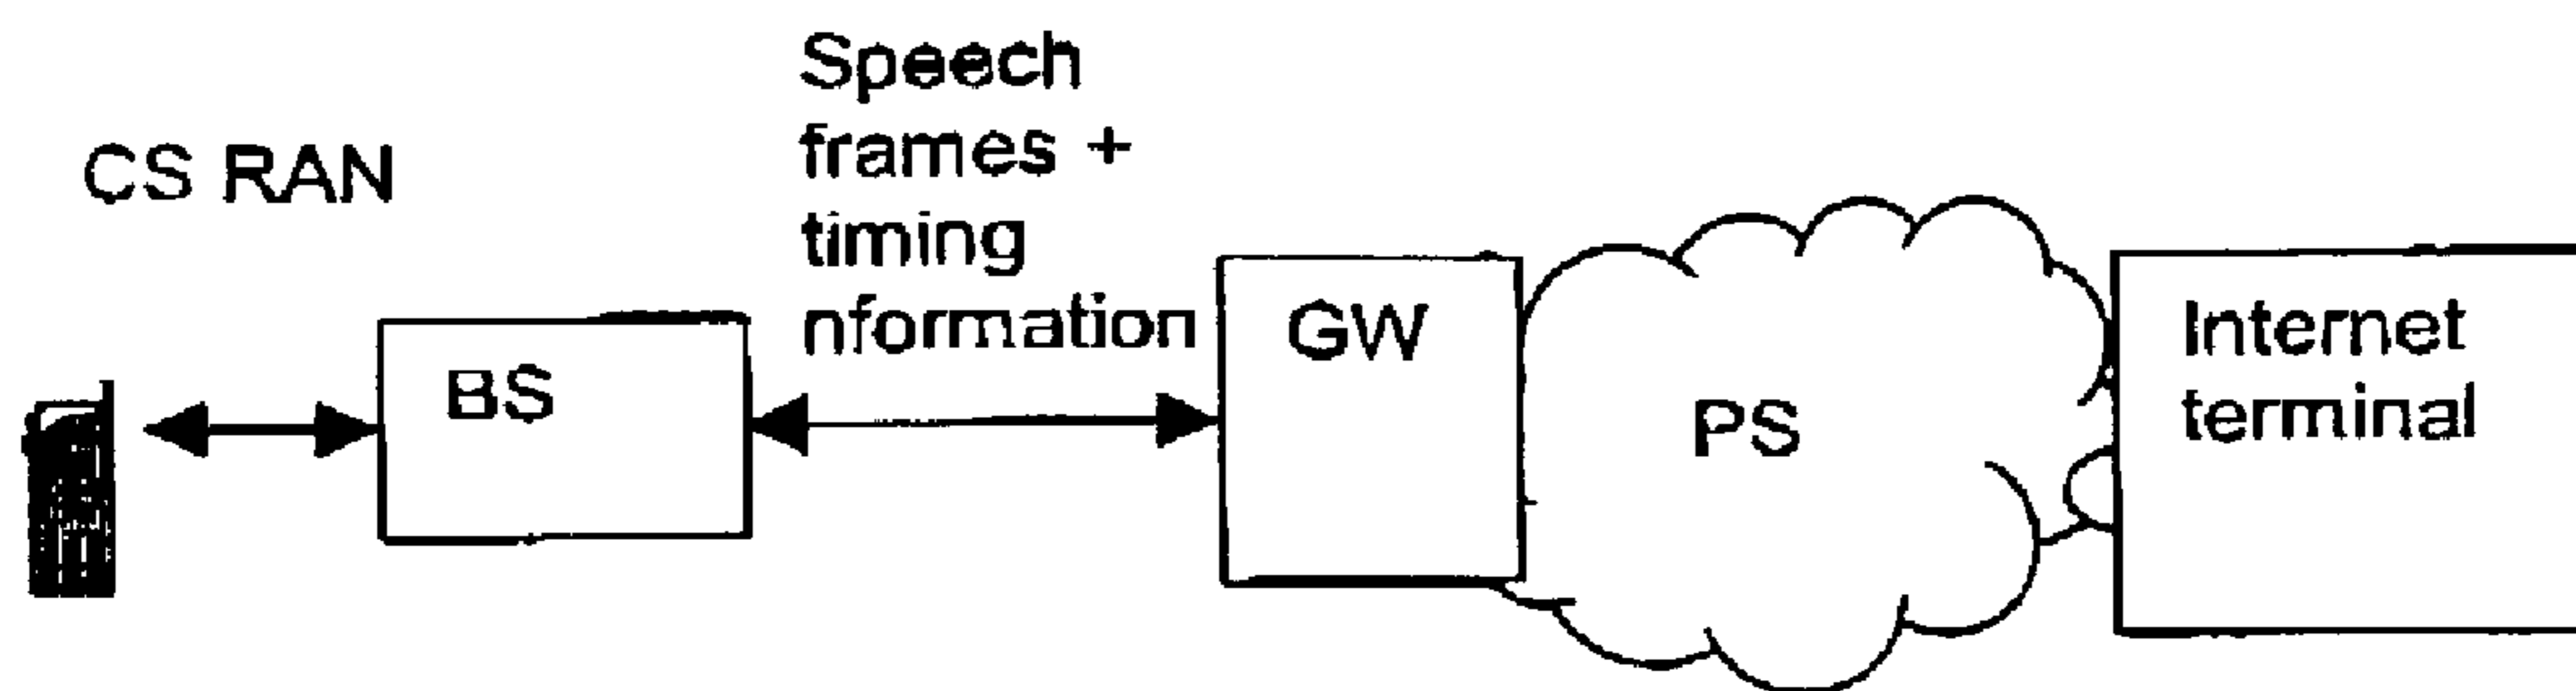 CS RAN
Speech
frames +
timing
nformation
BS
GW
PS
Internet
terminal